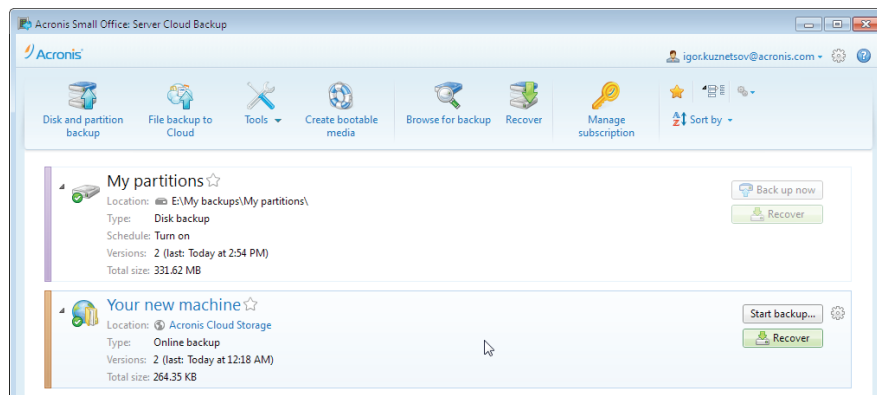 Acronis Small Office: Server Cloud Backup
Acronis
igor.kuznetsov@acronis.com
Disk and partition
backup
File backup to
Cloud
Tools
Create bootable
media
Browse for backup
Recover
Manage
subscription
Sort by
My partitions
Location: E:\My backups\My partitions\
Type: Disk backup
Schedule: Turn on
Versions: 2 (last: Today at 2:54 PM)
Total size: 331.62 MB
Back up now
Recover
Your new machine
Location: Acronis Cloud Storage
Type: Online backup
Versions: 2 (last: Today at 12:18 AM)
Total size: 264.35 KB
Start backup...
Recover